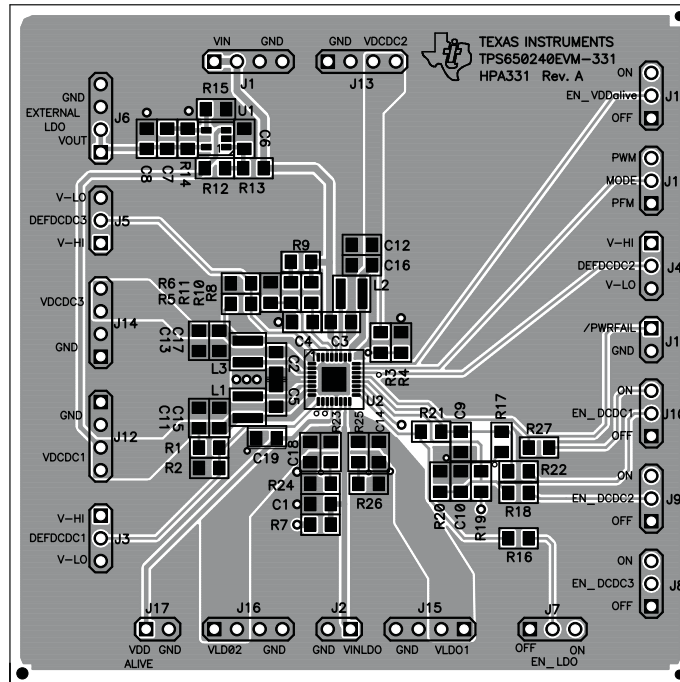 VIN GND
J1
GND VDCDC2
J13
TEXAS INSTRUMENTS
TPS650240EVM-331
HPA331 Rev. A
ON
EN_VDDalive
OFF
J1
GND
EXTERNAL
LDO
VOUT
J6
R15
U1
C6
C8
C7
R14
R12
R13
PWM
MODE
PFM
J1
V-LO
DEFDCDC3
V-HI
J5
V-HI
DEFDCDC2
V-LO
J4
R9
C12
C16
L2
R6
R5
R11
R10
R8
VDCDC3
GND
J14
C4
C3
/PWRFAIL
GND
J1
C17
C13
L3
C2
R3
R4
L1
C5
U2
GND
VDCDC1
J12
C15
C11
R1
R2
C19
R23
R25
C14
C18
R21
C9
R17
R27
ON
EN_DCDC1
OFF
J10
R24
R26
C1
R7
R20
C10
R19
R22
R18
R16
ON
EN_DCDC2
OFF
J9
V-HI
DEFDCDC1
V-LO
J3
ON
EN_DCDC3
OFF
J8
J17
VDD GND
ALIVE
J16
VLDO2 GND
J2
GND VINLDO
J15
GND VLDO1
J7
OFF ON
EN_LDO